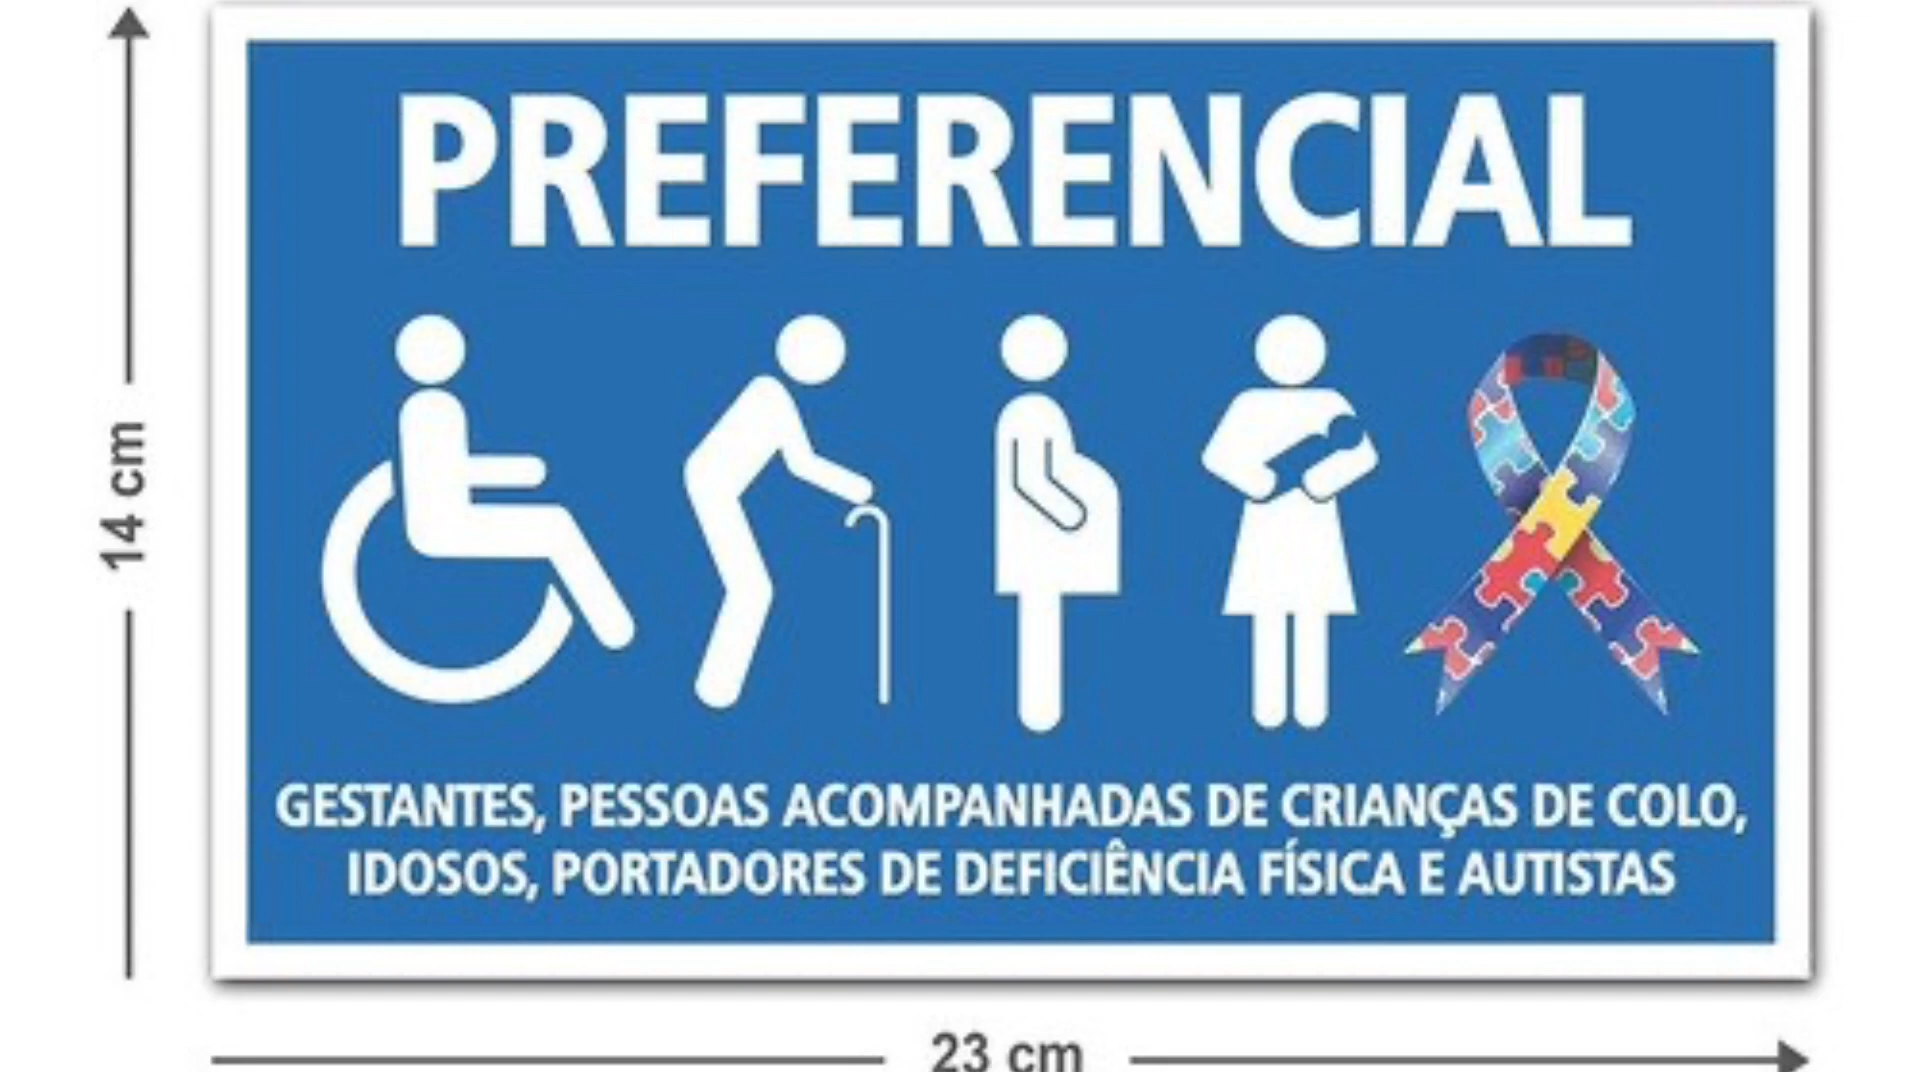 PREFERENCIAL
14 cm
GESTANTES, PESSOAS ACOMPANHADAS DE CRIANÇAS DE COLO,
IDOSOS, PORTADORES DE DEFICIÊNCIA FÍSICA E AUTISTAS
23 cm